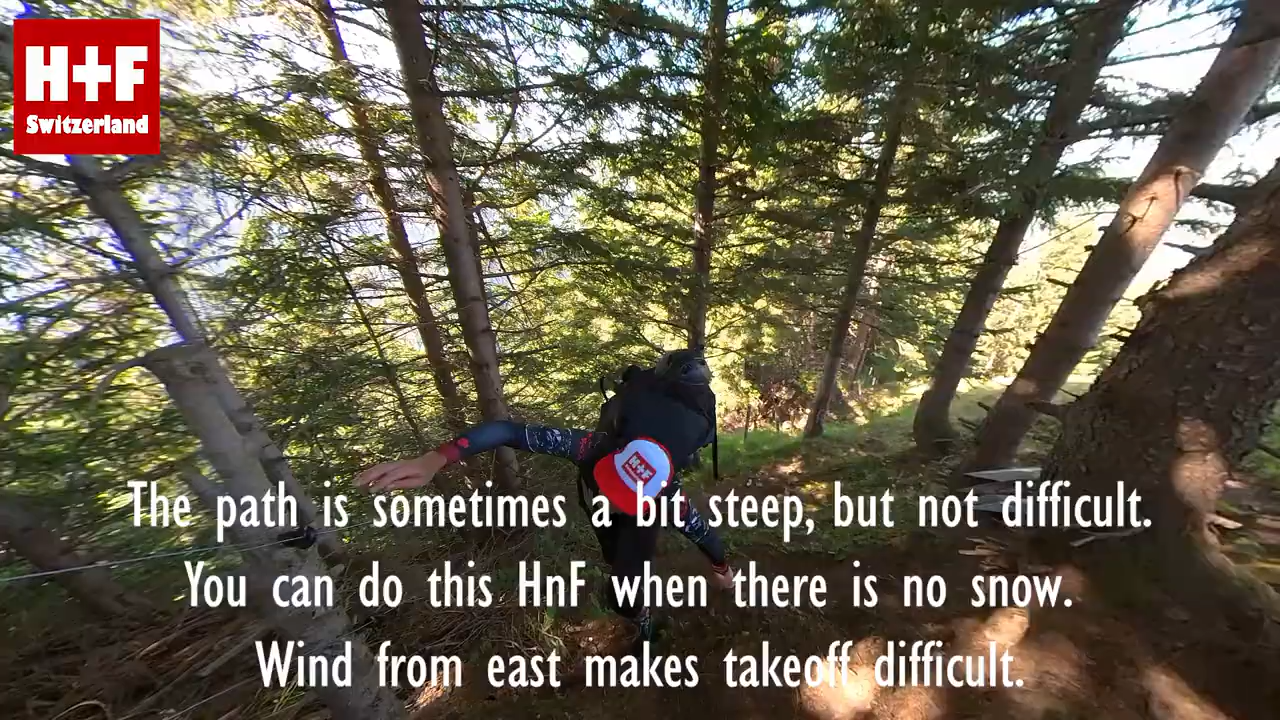 H+F
Switzerland
H+F
The path is sometimes a bit steep, but not difficult.
You can do this HnF when there is no snow.
Wind from east makes takeoff difficult.